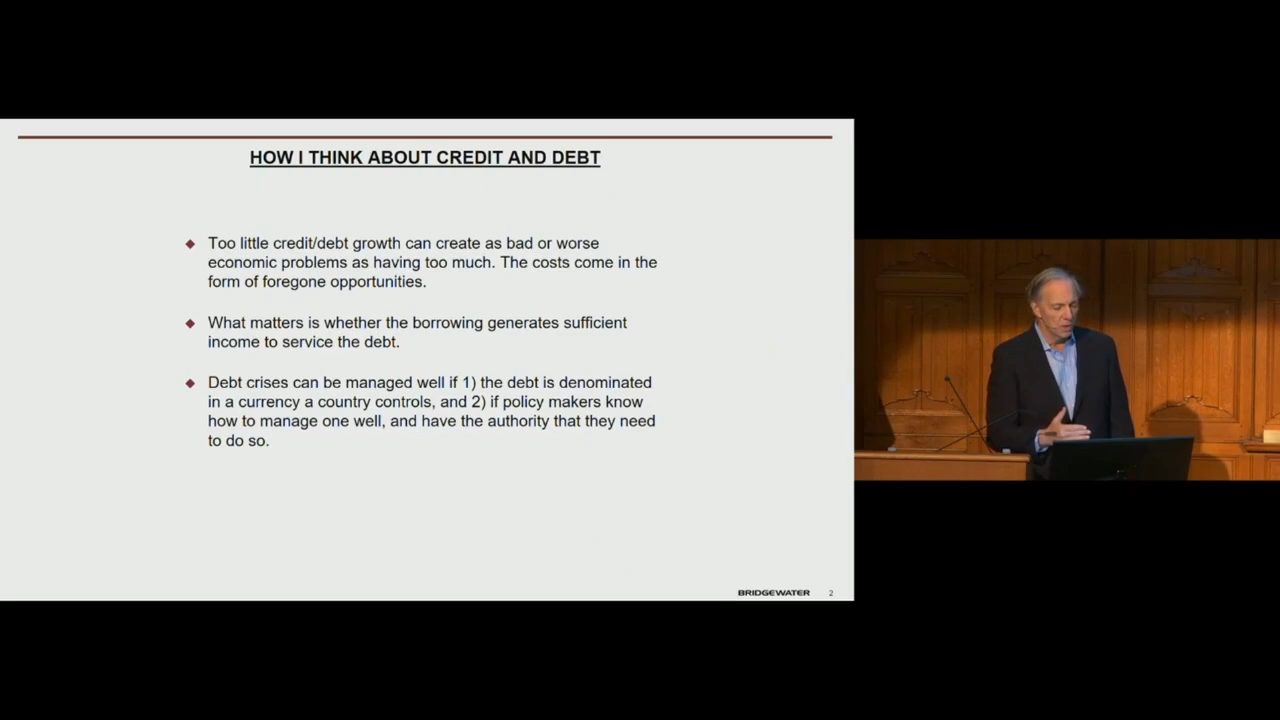 HOW I THINK ABOUT CREDIT AND DEBT
Too little credit/debt growth can create as bad or worse
economic problems as having too much. The costs come in the
form of foregone opportunities.
What matters is whether the borrowing generates sufficient
income to service the debt.
Debt crises can be managed well if 1) the debt is denominated
in a currency a country controls, and 2) if policy makers know
how to manage one well, and have the authority that they need
to do so.
BRIDGEWATER 2